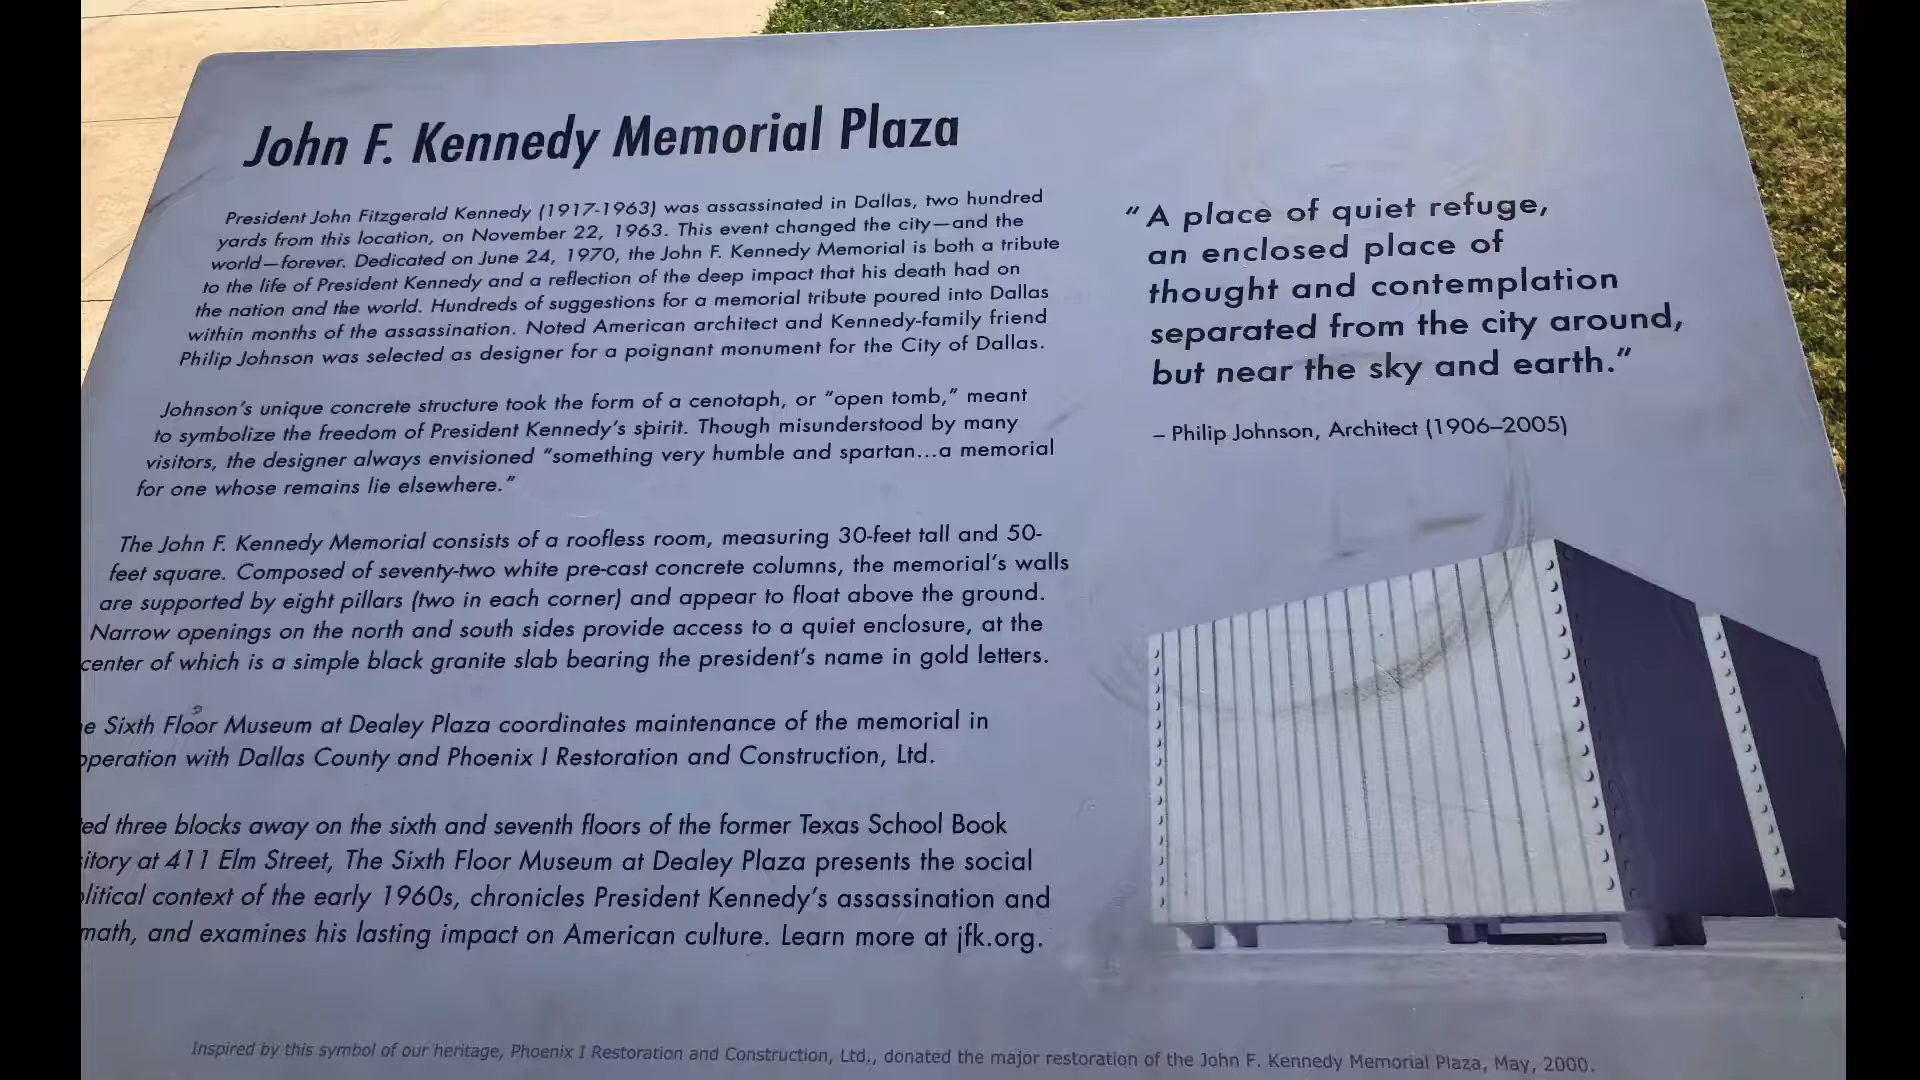 John F. Kennedy Memorial Plaza
President John Fitzgerald Kennedy (1917-1963) was assassinated in Dallas, two hundred
yards from this location, on November 22, 1963. This event changed the city—and the
world—forever. Dedicated on June 24, 1970, the John F. Kennedy Memorial is both a tribute
to the life of President Kennedy and a reflection of the deep impact that his death had on
the nation and the world. Hundreds of suggestions for a memorial tribute poured into Dallas
within months of the assassination. Noted American architect and Kennedy-family friend
Philip Johnson was selected as designer for a poignant monument for the City of Dallas.
Johnson's unique concrete structure took the form of a cenotaph, or "open tomb," meant
to symbolize the freedom of President Kennedy's spirit. Though misunderstood by many
visitors, the designer always envisioned "something very humble and spartan...a memorial
for one whose remains lie elsewhere."
The John F. Kennedy Memorial consists of a roofless room, measuring 30-feet tall and 50-
feet square. Composed of seventy-two white pre-cast concrete columns, the memorial's walls
are supported by eight pillars (two in each corner) and appear to float above the ground.
Narrow openings on the north and south sides provide access to a quiet enclosure, at the
center of which is a simple black granite slab bearing the president's name in gold letters.
e Sixth Floor Museum at Dealey Plaza coordinates maintenance of the memorial in
operation with Dallas County and Phoenix I Restoration and Construction, Ltd.
ed three blocks away on the sixth and seventh floors of the former Texas School Book
itory at 411 Elm Street, The Sixth Floor Museum at Dealey Plaza presents the social
litical context of the early 1960s, chronicles President Kennedy's assassination and
math, and examines his lasting impact on American culture. Learn more at jfk.org.
"A place of quiet refuge,
an enclosed place of
thought and contemplation
separated from the city around,
but near the sky and earth."
– Philip Johnson, Architect (1906–2005)
Inspired by this symbol of our heritage, Phoenix I Restoration and Construction, Ltd., donated the major restoration of the John F. Kennedy Memorial Plaza, May, 2000.